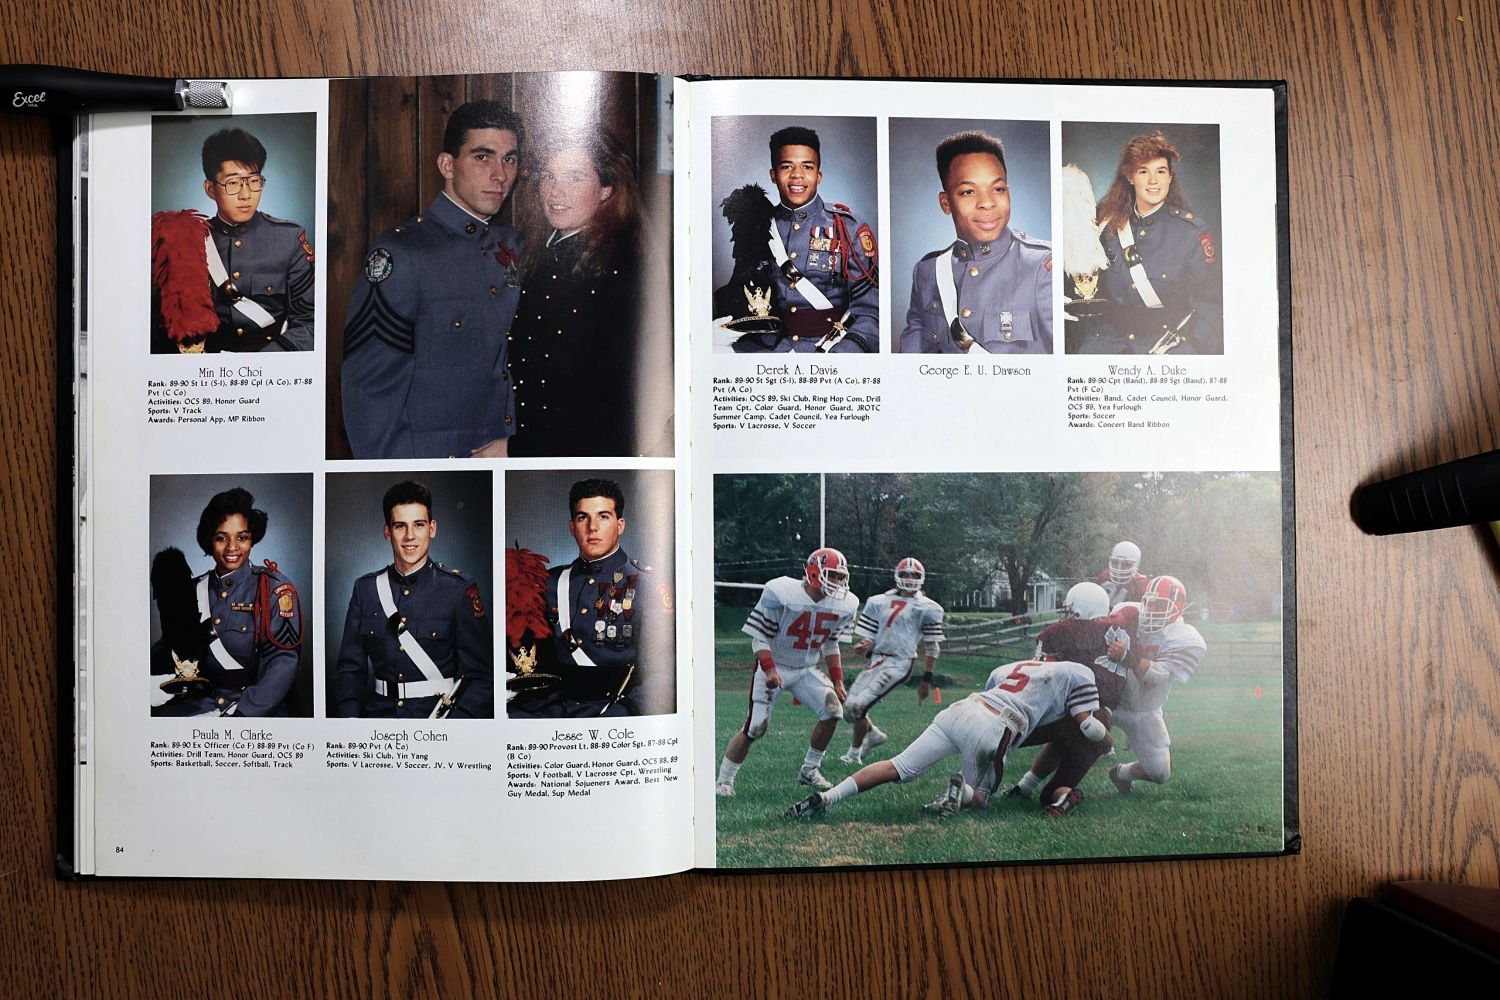 Excel
USA
Min Ho Choi
Rank: 89-90 St Lt (S-1), 88-89 Cpl (A Co), 87-88
Pvt (C Co)
Activities: OCS 89, Honor Guard
Sports: V Track
Awards: Personal App, MP Ribbon
Paula M. Clarke
Rank: 89-90 Ex Officer (Co F) 88-89 Pvt (Co F)
Activities: Drill Team, Honor Guard, OCS 89
Sports: Basketball, Soccer, Softball, Track
Joseph Cohen
Rank: 89-90 Pvt (A Co)
Activities: Ski Club, Yin Yang
Sports: V Lacrosse, V Soccer, JV, V Wrestling
Jesse W. Cole
Rank: 89-90 Provost Lt, 88-89 Color Sgt, 87-88 Cpl
(B Co)
Activities: Color Guard, Honor Guard, OCS 88, 89
Sports: V Football, V Lacrosse Cpt, Wrestling
Awards: National Sojueners Award, Best New
Guy Medal, Sup Medal
84
Derek A. Davis
Rank: 89-90 St Sgt (S-1), 88-89 Pvt (A Co), 87-88
Pvt (A Co)
Activities: OCS 89, Ski Club, Ring Hop Com, Drill
Team Cpt, Color Guard, Honor Guard, JROTC
Summer Camp, Cadet Council, Yea Furlough
Sports: V Lacrosse, V Soccer
George E. U. Dawson
Wendy A. Duke
Rank: 89-90 Cpt (Band), 88-89 Sgt (Band), 87-88
Pvt (F Co)
Activities: Band, Cadet Council, Honor Guard,
OCS 89, Yea Furlough
Sports: Soccer
Awards: Concert Band Ribbon
45
7
5
85